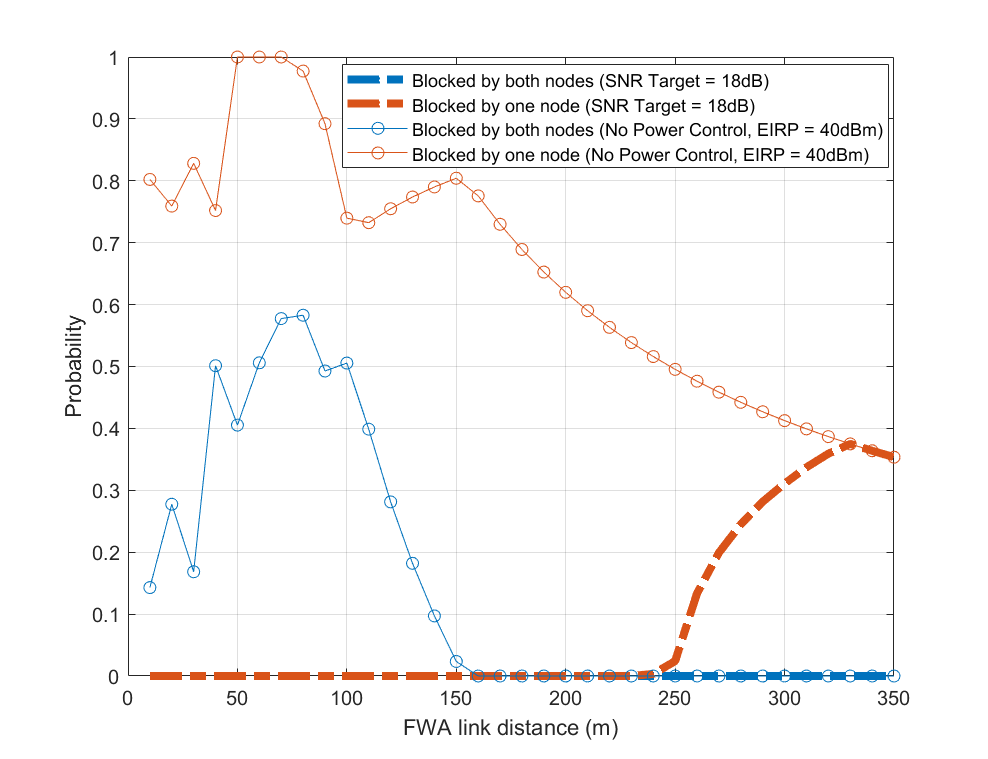 Blocked by both nodes (SNR Target = 18dB)
Blocked by one node (SNR Target = 18dB)
Blocked by both nodes (No Power Control, EIRP = 40dBm)
Blocked by one node (No Power Control, EIRP = 40dBm)
1
0.9
0.8
0.7
0.6
0.5
0.4
0.3
0.2
0.1
0
Probability
0 50 100 150 200 250 300 350
FWA link distance (m)